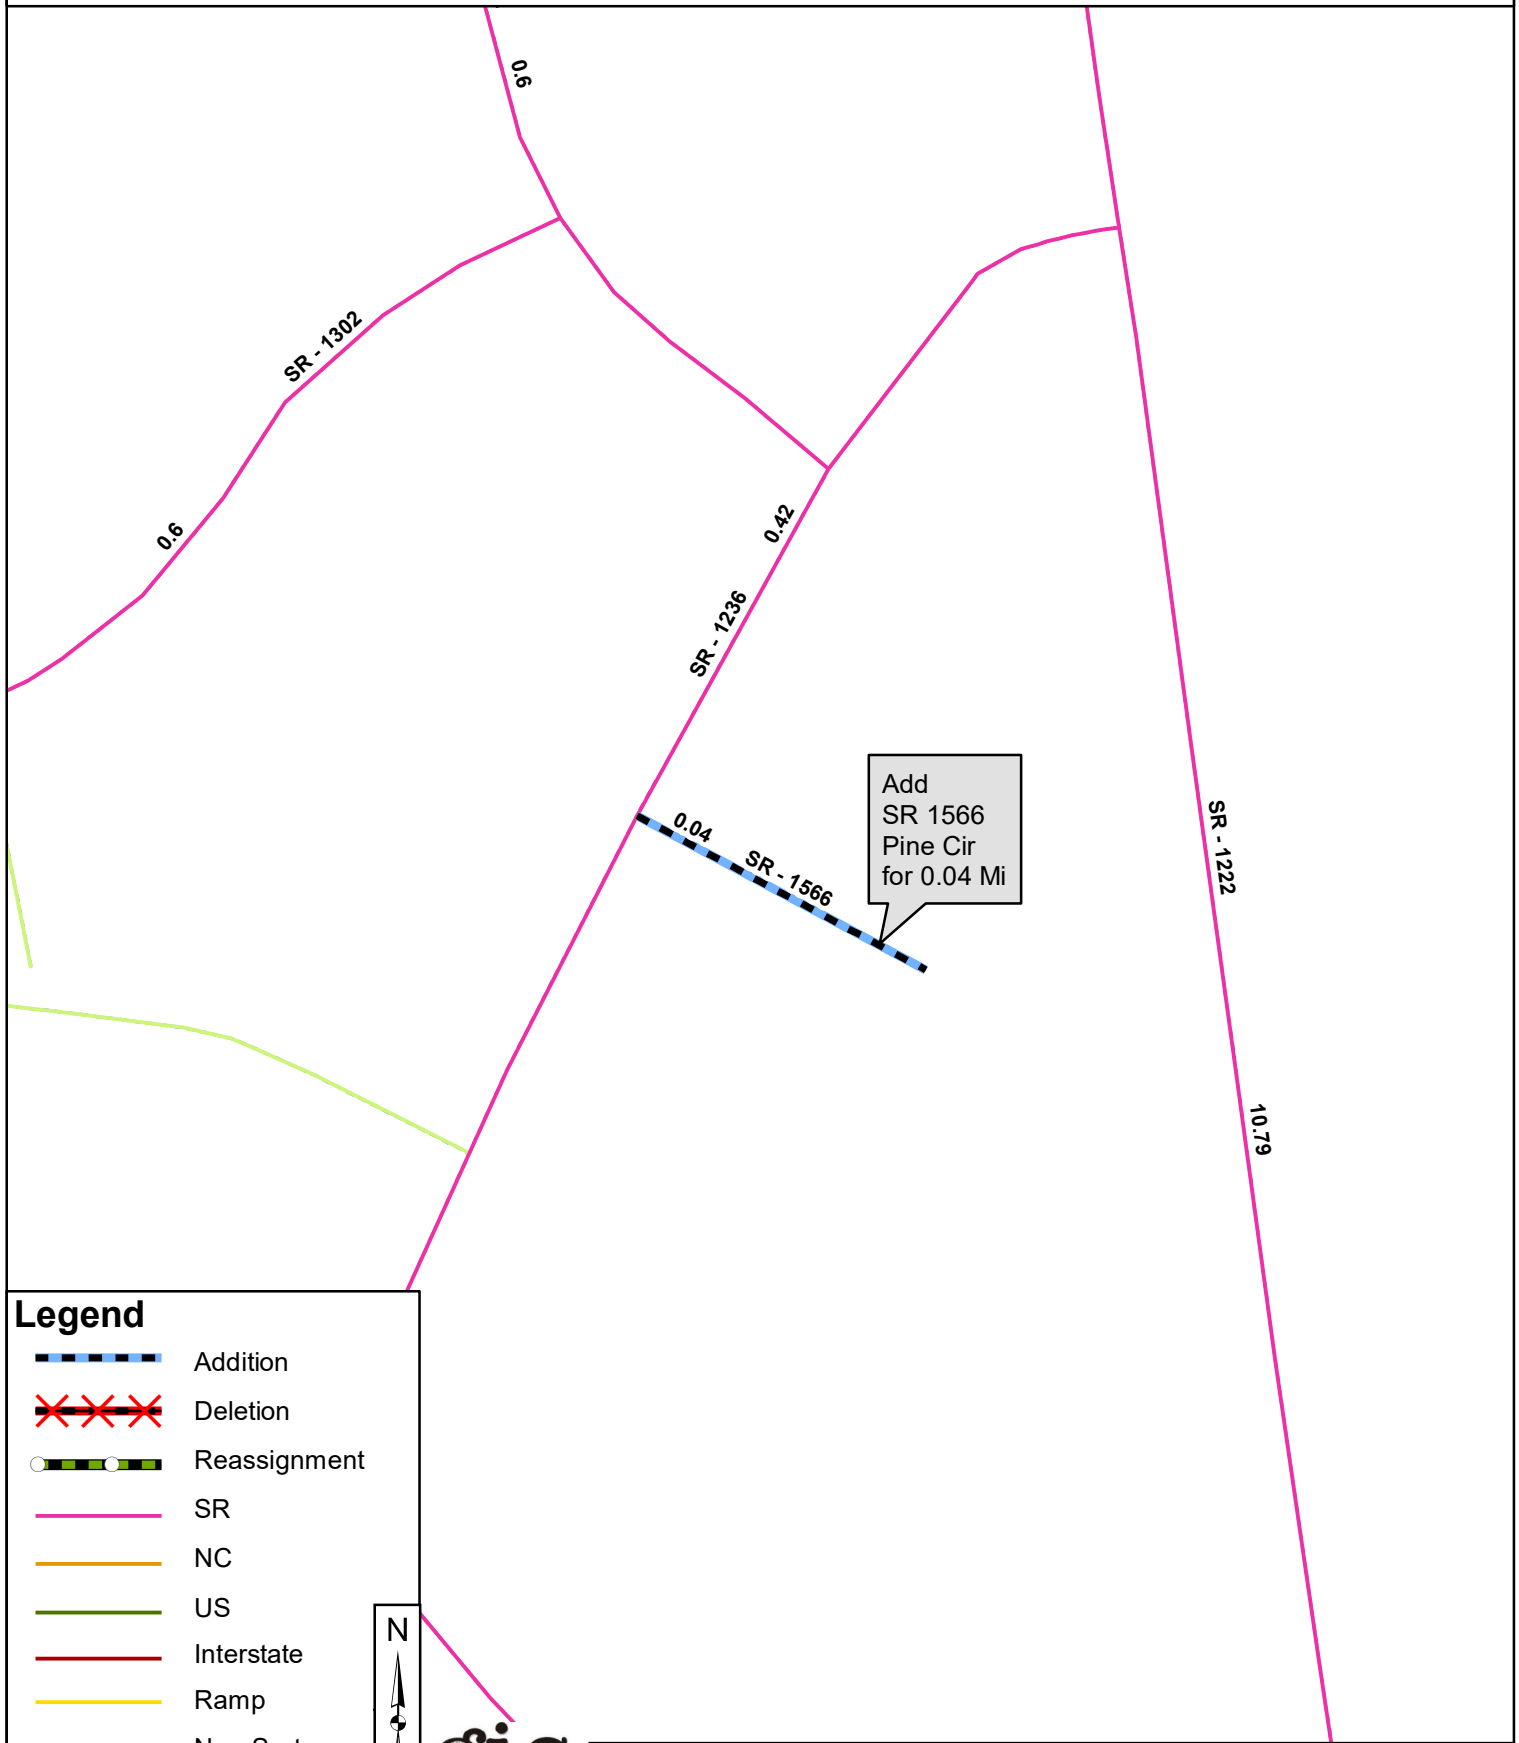 0.6
SR - 1302
0.6
0.42
SR - 1236
0.04
SR - 1566
Add
SR 1566
Pine Cir
for 0.04 Mi
SR - 1222
10.79
Legend
Addition
Deletion
Reassignment
SR
NC
US
Interstate
Ramp
N